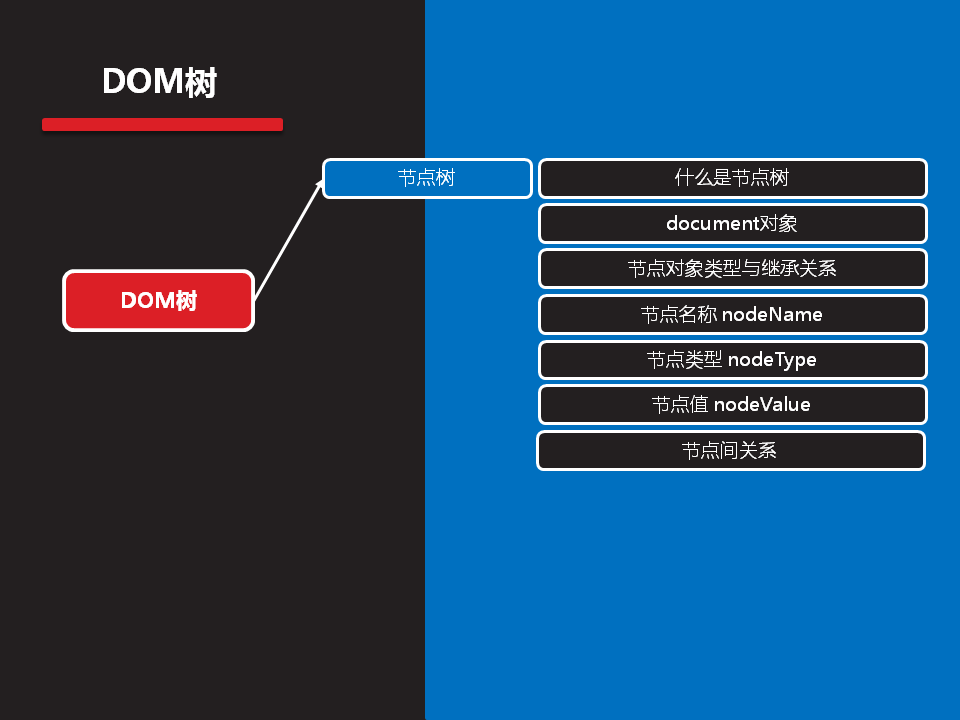 DOM树
DOM树
节点树
什么是节点树
document对象
节点对象类型与继承关系
节点名称 nodeName
节点类型 nodeType
节点值 nodeValue
节点间关系